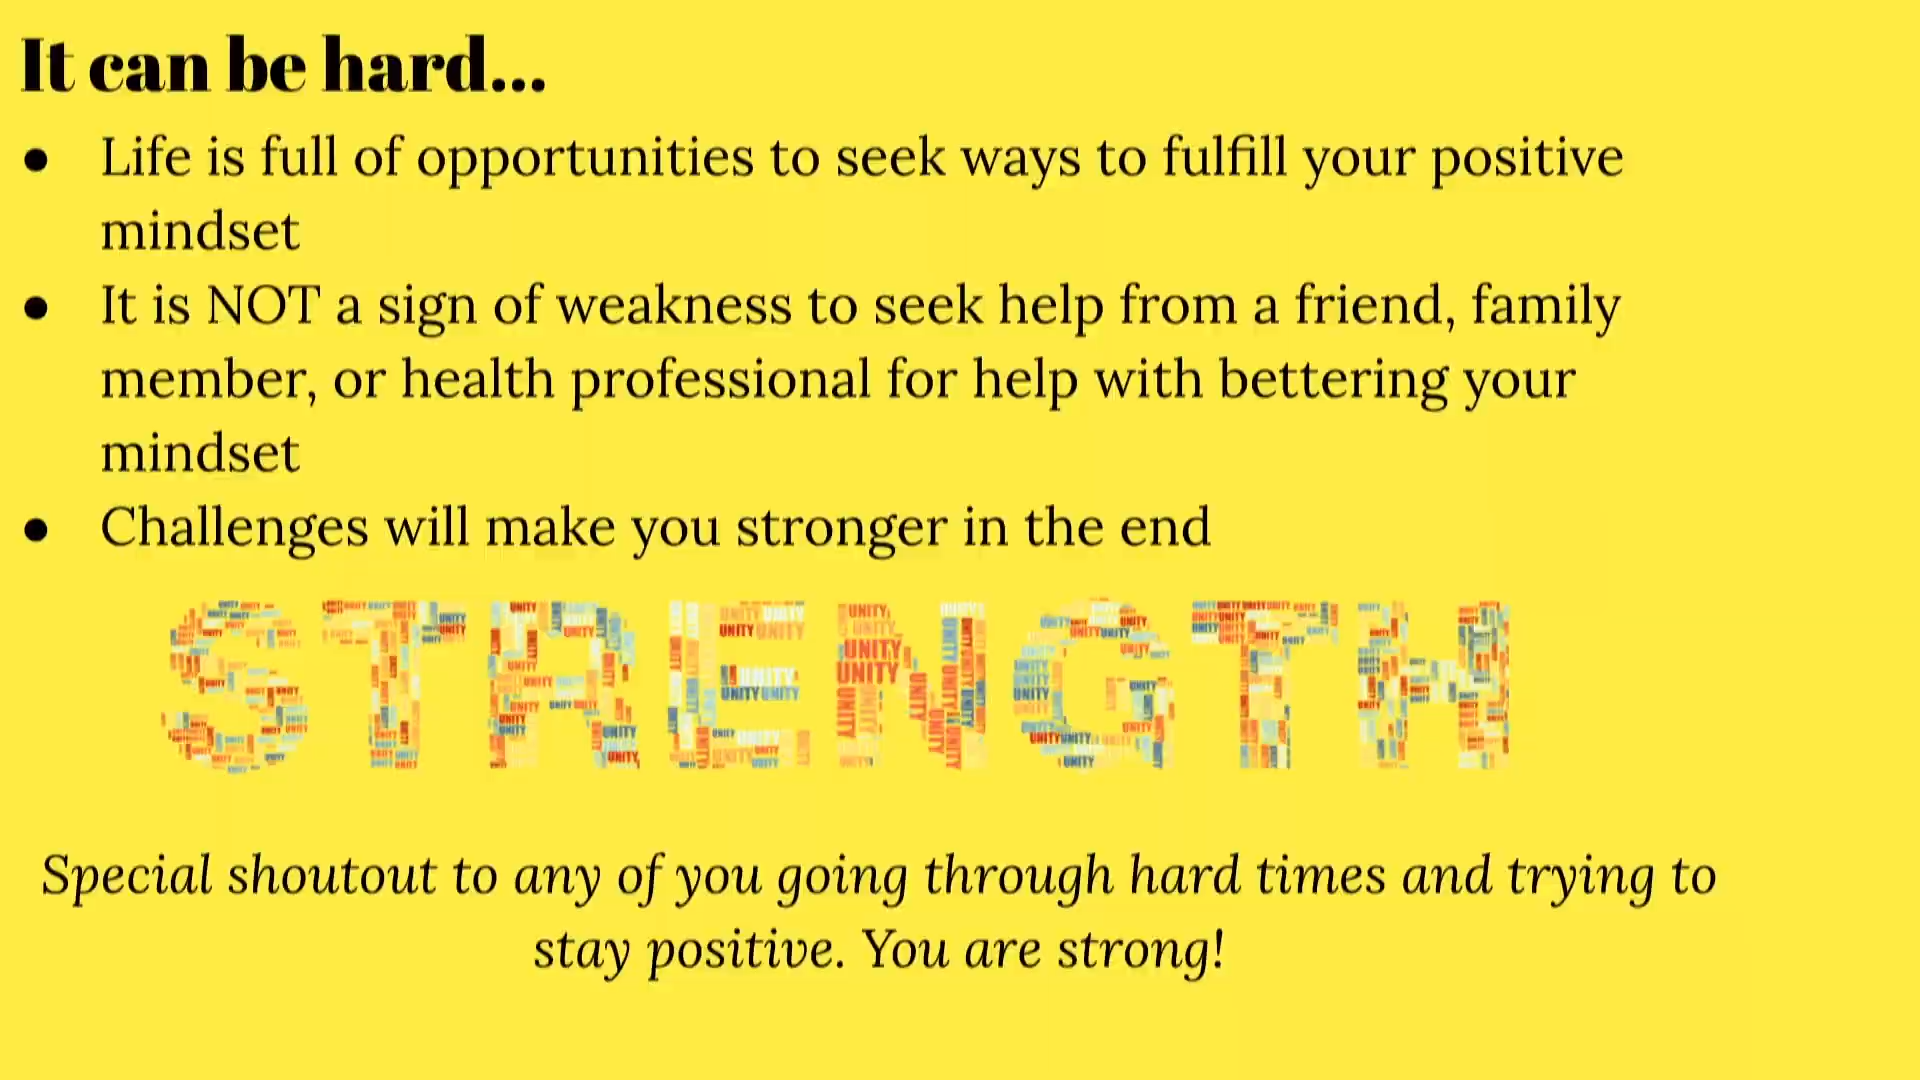 It can be hard...
● Life is full of opportunities to seek ways to fulfill your positive
mindset
● It is NOT a sign of weakness to seek help from a friend, family
member, or health professional for help with bettering your
mindset
● Challenges will make you stronger in the end
STRENGTH
Special shoutout to any of you going through hard times and trying to
stay positive. You are strong!